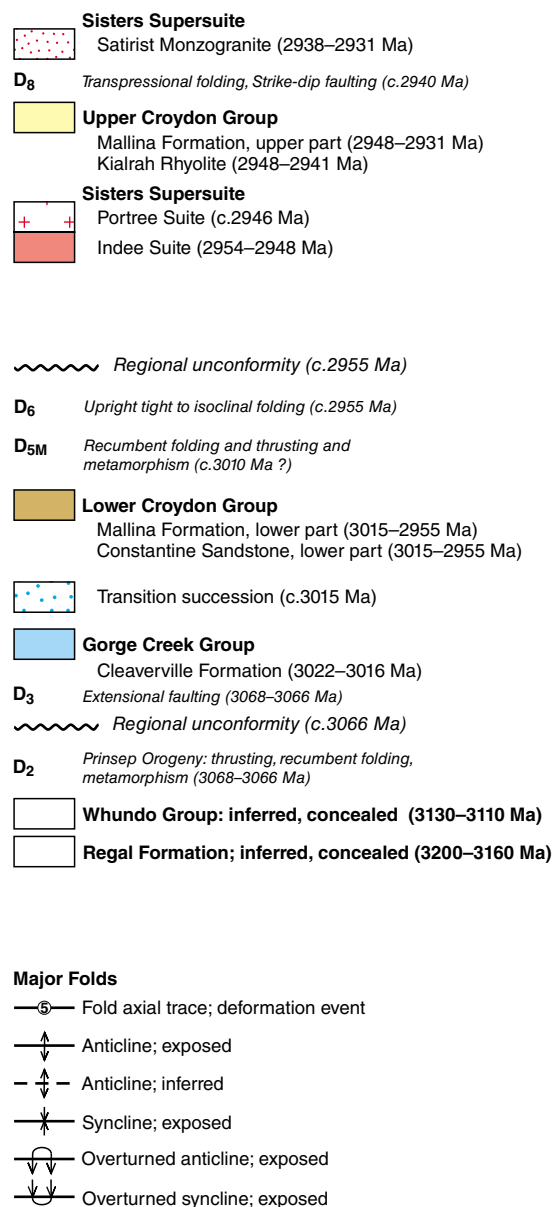 Sisters Supersuite
Satirist Monzogranite (2938–2931 Ma)
D8 Transpressional folding, Strike-dip faulting (c.2940 Ma)
Upper Croydon Group
Mallina Formation, upper part (2948–2931 Ma)
Kialrah Rhyolite (2948–2941 Ma)
Sisters Supersuite
Portree Suite (c.2946 Ma)
Indee Suite (2954–2948 Ma)
Regional unconformity (c.2955 Ma)
D6 Upright tight to isoclinal folding (c.2955 Ma)
D5M Recumbent folding and thrusting and
metamorphism (c.3010 Ma ?)
Lower Croydon Group
Mallina Formation, lower part (3015–2955 Ma)
Constantine Sandstone, lower part (3015–2955 Ma)
Transition succession (c.3015 Ma)
Gorge Creek Group
Cleaverville Formation (3022–3016 Ma)
D3 Extensional faulting (3068–3066 Ma)
Regional unconformity (c.3066 Ma)
D2 Prinsep Orogeny: thrusting, recumbent folding,
metamorphism (3068–3066 Ma)
Whundo Group: inferred, concealed (3130–3110 Ma)
Regal Formation; inferred, concealed (3200–3160 Ma)
Major Folds
5 Fold axial trace; deformation event
Anticline; exposed
Anticline; inferred
Syncline; exposed
Overturned anticline; exposed
Overturned syncline; exposed